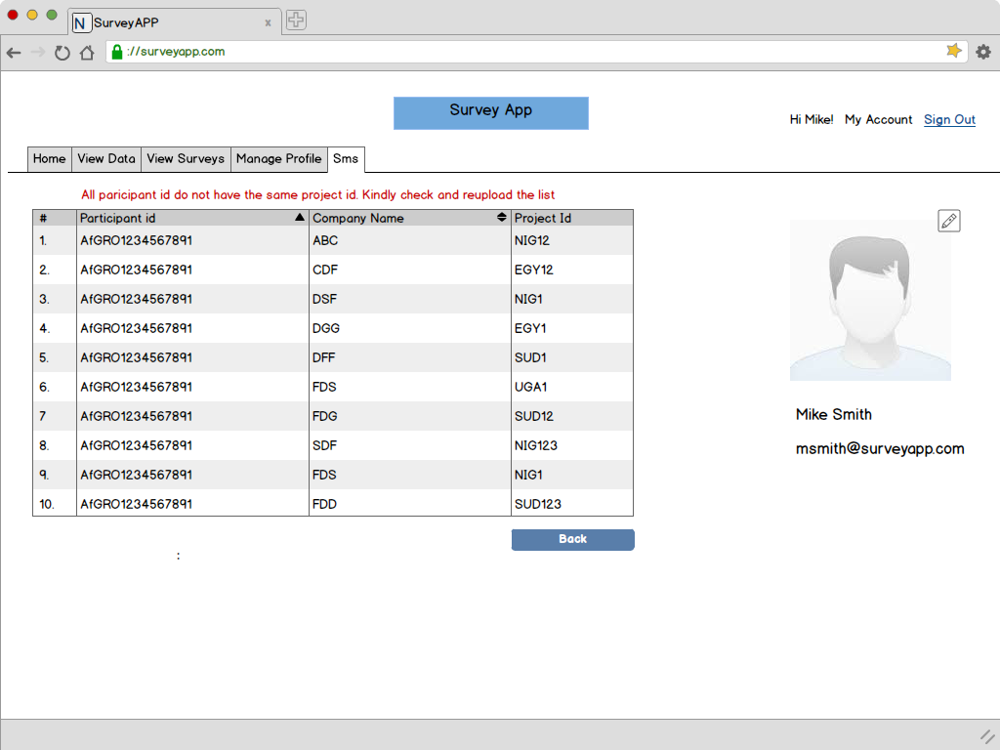 N SurveyAPP x
://surveyapp.com
Survey App
Hi Mike! My Account Sign Out
Home View Data View Surveys Manage Profile Sms
All paricipant id do not have the same project id. Kindly check and reupload the list
# Participant id Company Name Project Id
1. AfGRO1234567891 ABC NIG12
2. AfGRO1234567891 CDF EGY12
3. AfGRO1234567891 DSF NIG1
4. AfGRO1234567891 DGG EGY1
5. AfGRO1234567891 DFF SUD1
6. AfGRO1234567891 FDS UGA1
7 AfGRO1234567891 FDG SUD12
8. AfGRO1234567891 SDF NIG123
9. AfGRO1234567891 FDS NIG1
10. AfGRO1234567891 FDD SUD123
Mike Smith
msmith@surveyapp.com
Back
: